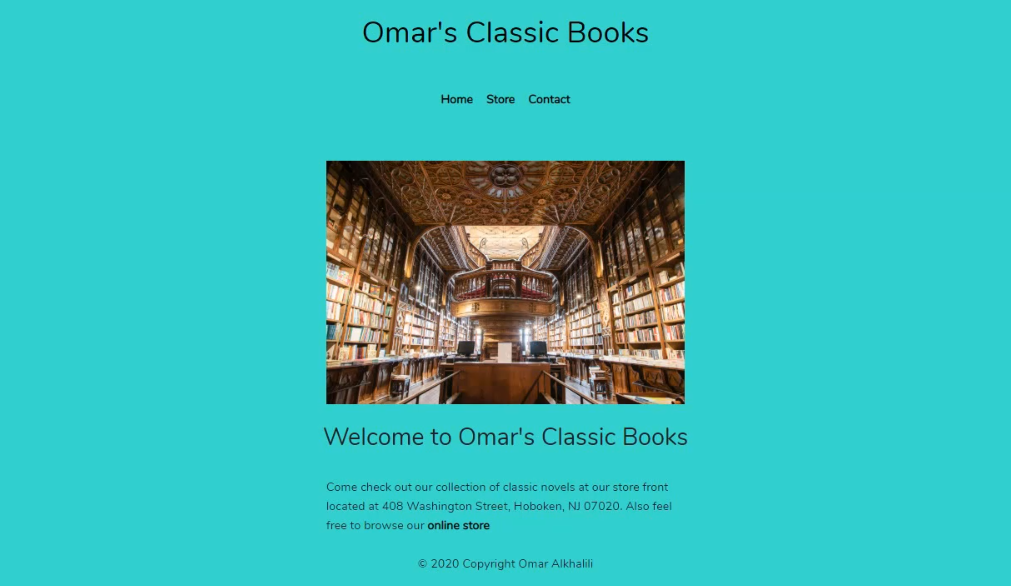 Omar's Classic Books
Home Store Contact
Welcome to Omar's Classic Books
Come check out our collection of classic novels at our store front
located at 408 Washington Street, Hoboken, NJ 07020. Also feel
free to browse our online store
© 2020 Copyright Omar Alkhalili